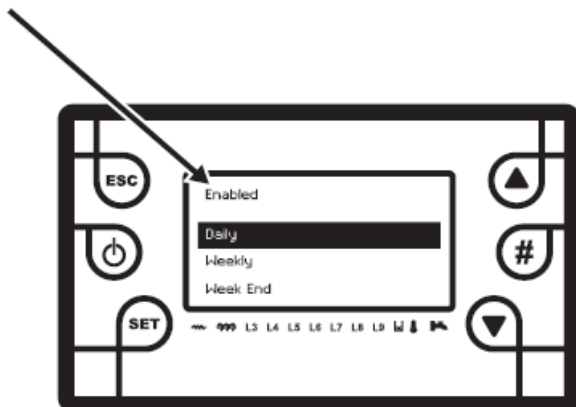 ESC
Enabled
Daily
Weekly
Week End
#
SET
L3 L4 L5 L6 L7 L8 L9